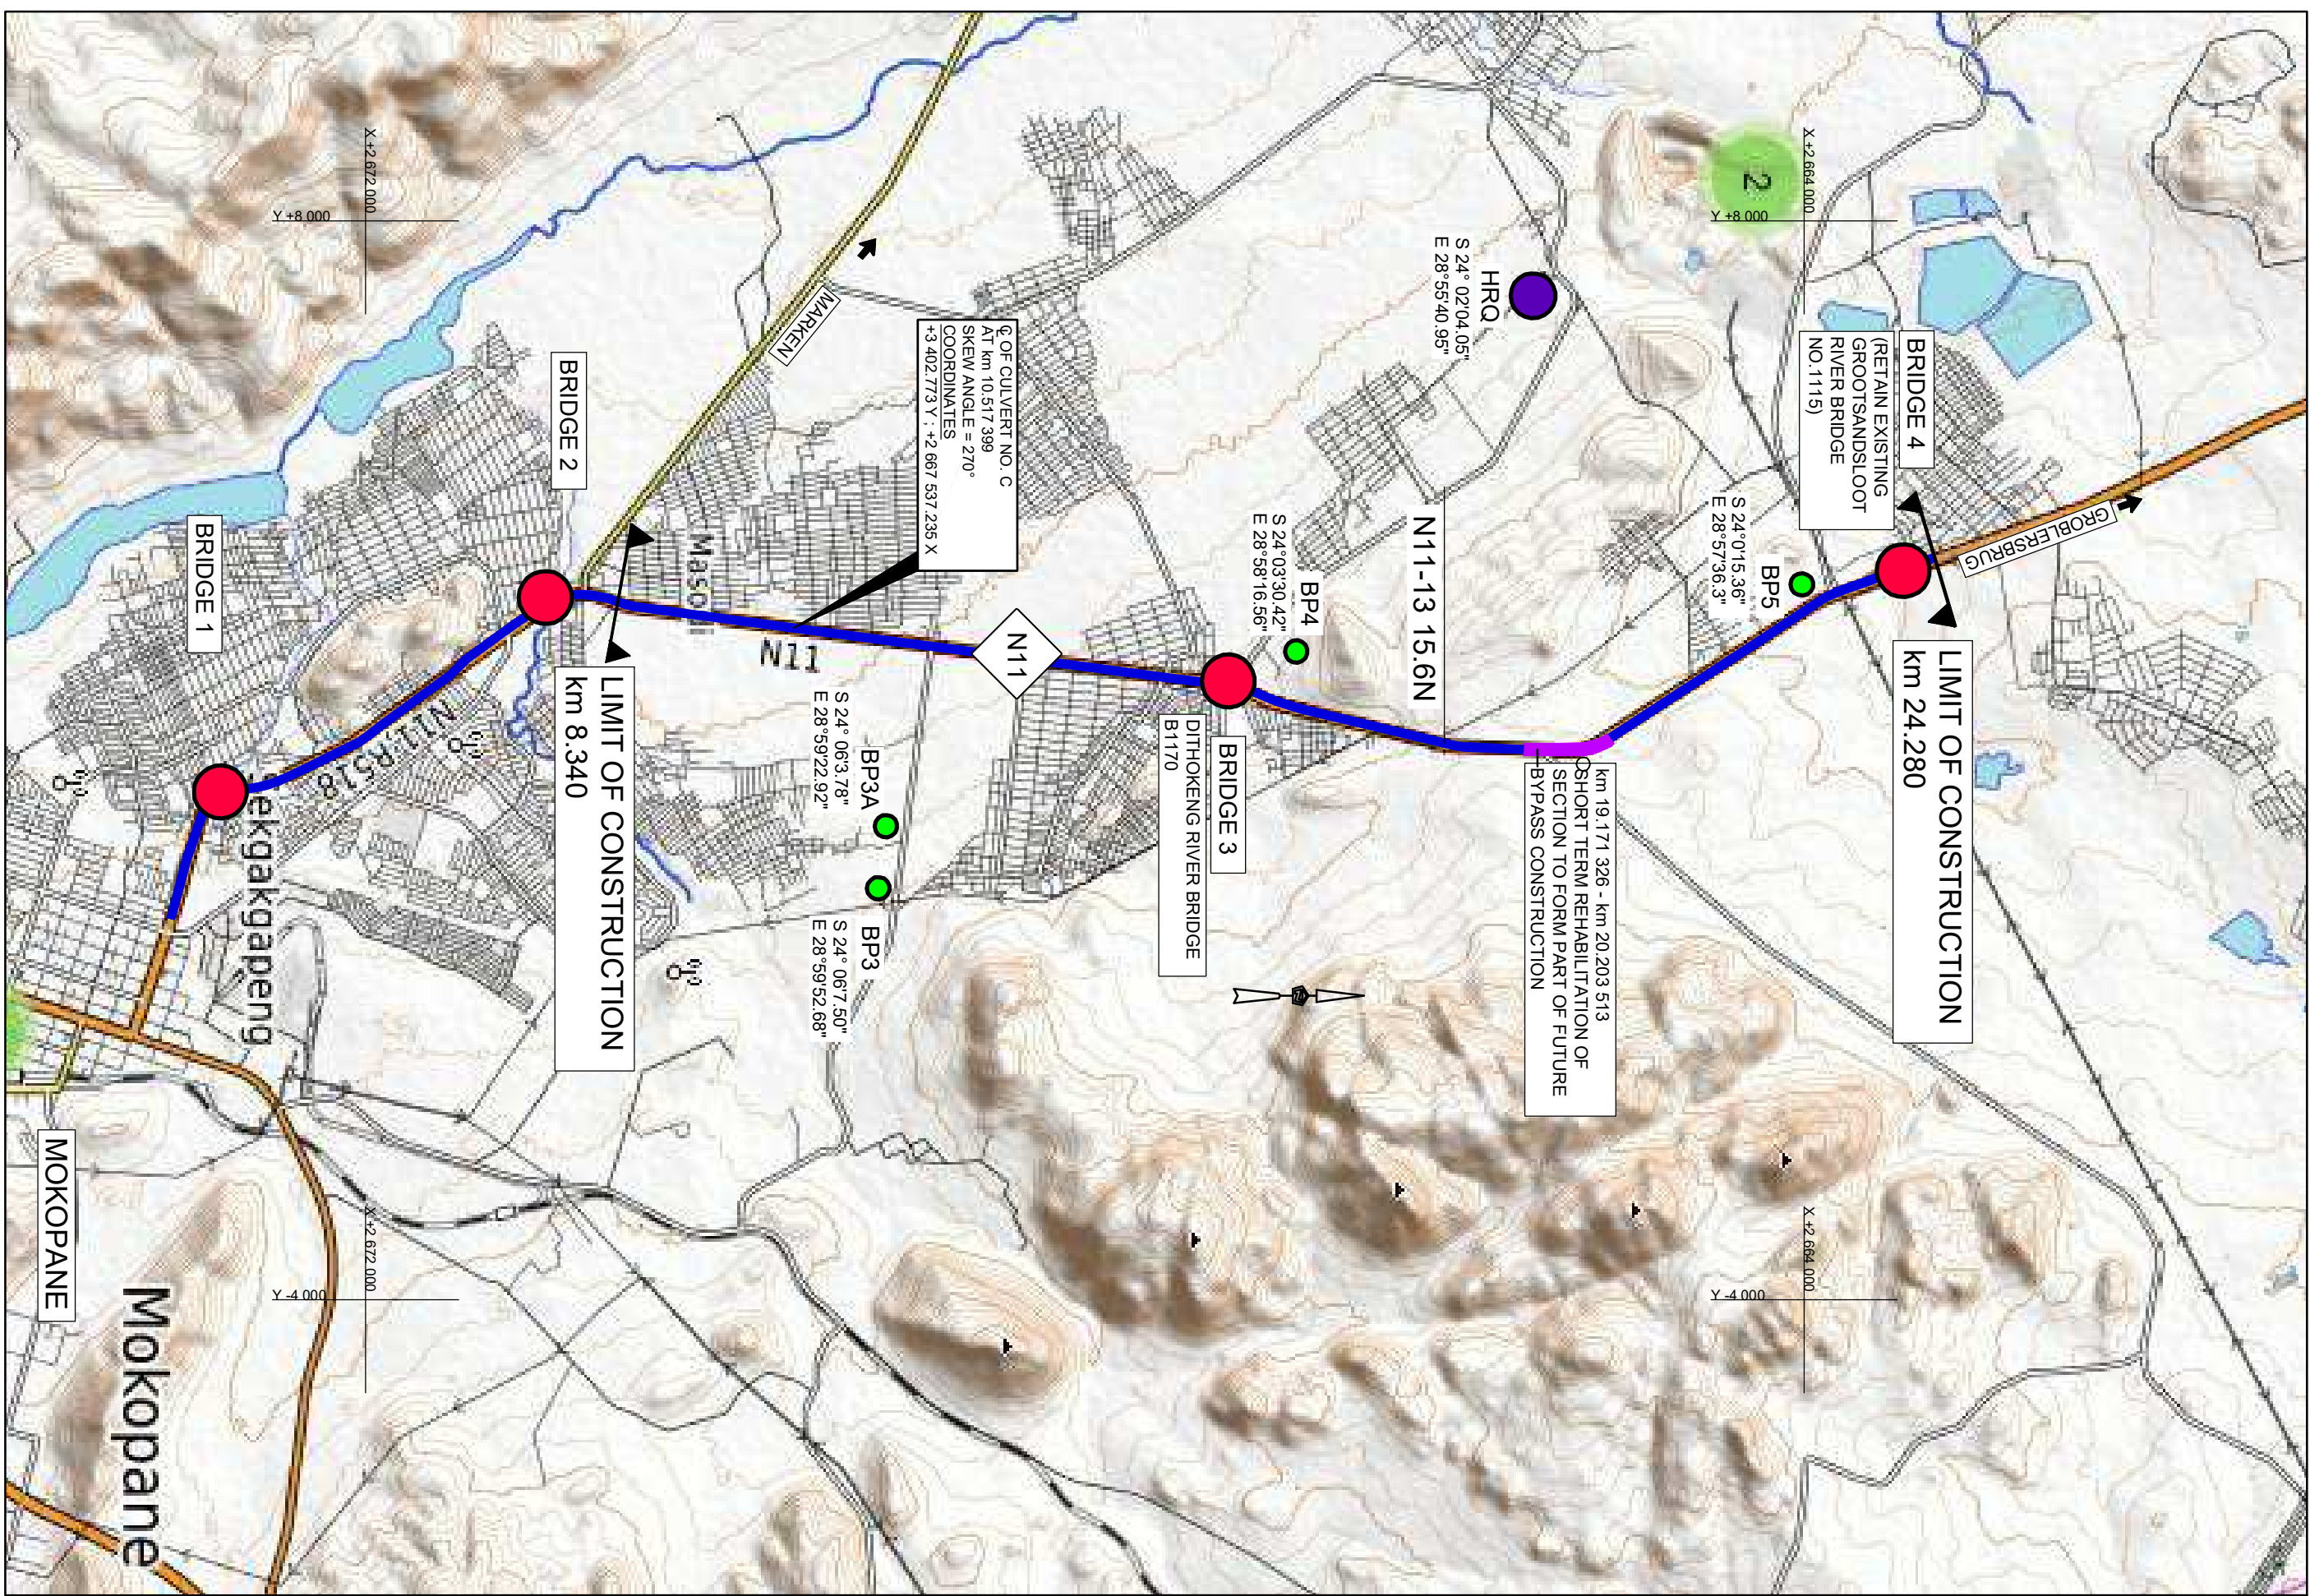 LIMIT OF CONSTRUCTION
km 24.280
GROBLERSBRUG
BRIDGE 4
(RETAIN EXISTING
GROOTSANDSLOOT
RIVER BRIDGE
NO.1115)
2
X +2 664 000
Y +8 000
X +2 664 000
Y -4 000
BP5
S 24°0'15.36"
E 28°57'36.3"
km 19.171 326 - km 20.203 513
SHORT TERM REHABILITATION OF
SECTION TO FORM PART OF FUTURE
BYPASS CONSTRUCTION
HRQ
S 24° 02'04.05"
E 28°55'40.95"
N11-13 15.6N
BP4
S 24°03'30.42"
E 28°58'16.56"
BRIDGE 3
DITHOKENG RIVER BRIDGE
B1170
N11
℄ OF CULVERT NO. C
AT km 10.517 399
SKEW ANGLE = 270°
COORDINATES
+3 402.773 Y ; +2 667 537.235 X
MARKEN
N11
BP3A
S 24° 06'3.78"
E 28°59'22.92"
BP3
S 24° 06'7.50"
E 28°59'52.68"
BRIDGE 2
LIMIT OF CONSTRUCTION
km 8.340
X +2 672 000
Y +8 000
X +2 672 000
Y -4 000
N11;R518
BRIDGE 1
ekgakgapeng
MOKOPANE
Mokopane